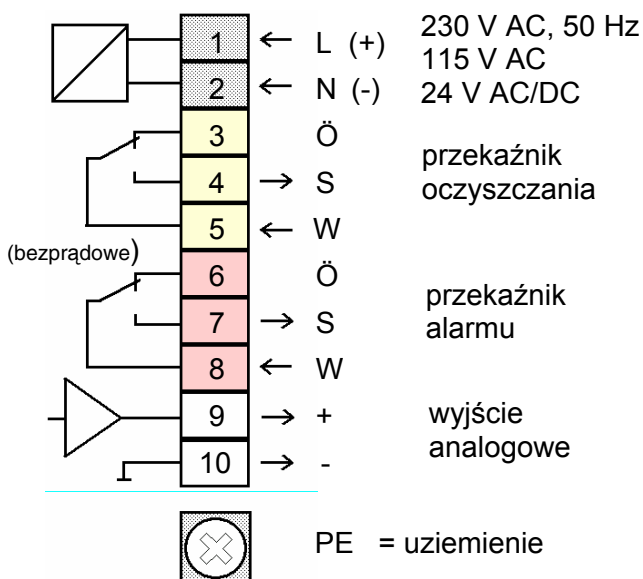 1 ← L (+) 230 V AC, 50 Hz
115 V AC
2 ← N (-) 24 V AC/DC
3 Ö
4 → S
przekaźnik
oczyszczania
5 ← W
(bezprądowe)
6 Ö
7 → S
przekaźnik
alarmu
8 ← W
9 → +
wyjście
analogowe
10 → -
PE = uziemienie